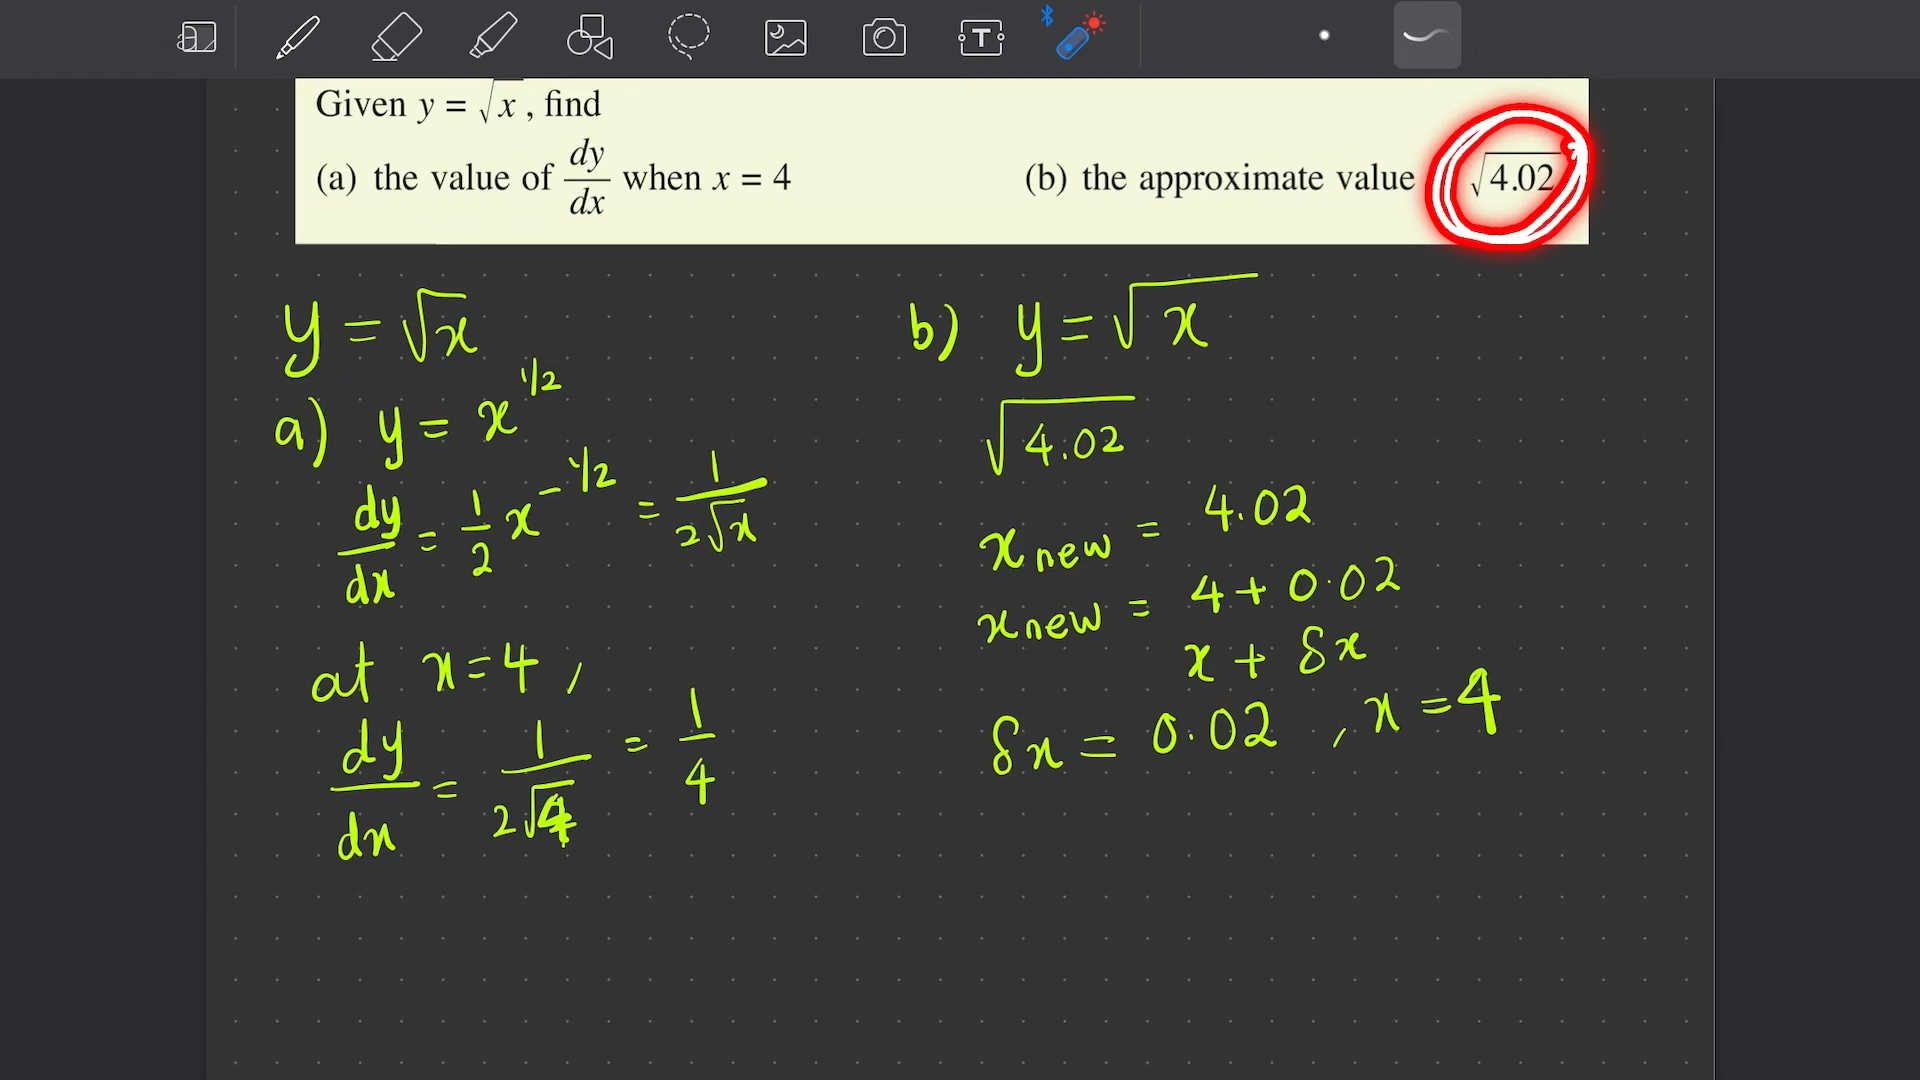 Given y = √x , find
(a) the value of dy/dx when x = 4
(b) the approximate value √4.02
y = √x
a) y = x^1/2
dy/dx = 1/2 x^-1/2 = 1/2√x
at x = 4 ,
dy/dx = 1/2√4 = 1/4
b) y = √x
√4.02
x new = 4.02
x new = 4 + 0.02
x + δx
δx = 0.02 , x = 4